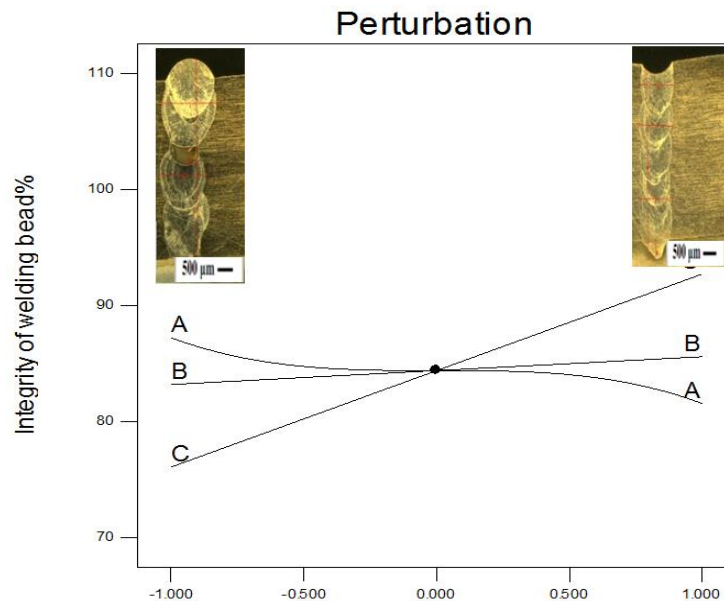 Perturbation
Integrity of welding bead%
110
100
90
80
70
500 µm
500 µm
A
B
C
B
A
-1.000
-0.500
0.000
0.500
1.000